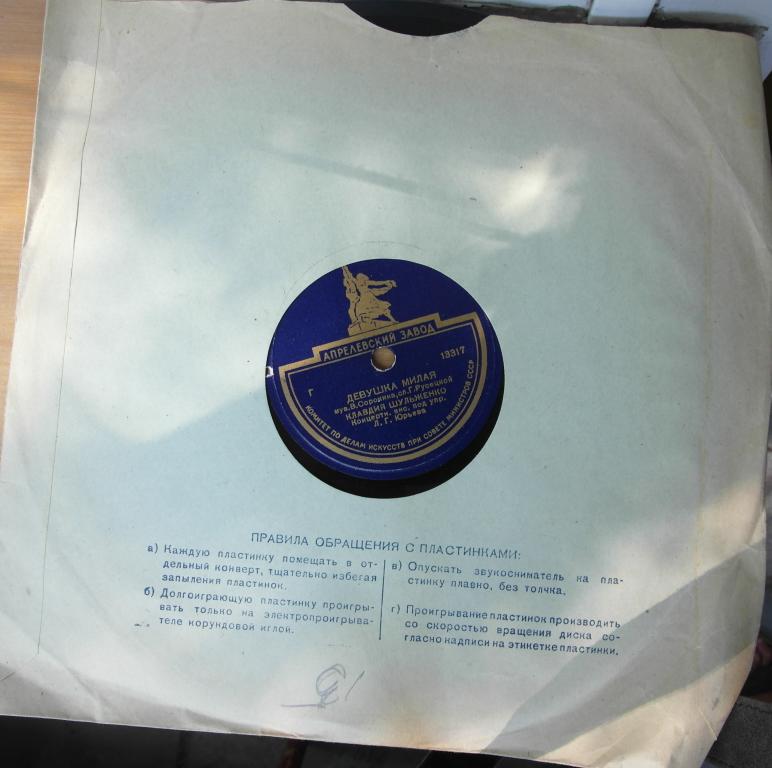 АПРЕЛЕВСКИЙ ЗАВОД
Г 13317
ДЕВУШКА МИЛАЯ
муз. В. Сорокина, сл. Г. Русецкой
КЛАВДИЯ ШУЛЬЖЕНКО
Концертн. анс. под упр.
Л. Г. Юрьева
КОМИТЕТ ПО ДЕЛАМ ИСКУССТВ ПРИ СОВЕТЕ МИНИСТРОВ СССР
ПРАВИЛА ОБРАЩЕНИЯ С ПЛАСТИНКАМИ:
а) Каждую пластинку помещать в от-
дельный конверт, тщательно избегая
запыления пластинок.
б) Долгоиграющую пластинку проигры-
вать только на электропроигрыва-
теле корундовой иглой.
в) Опускать звукосниматель на пла-
стинку плавно, без толчка.
г) Проигрывание пластинок производить
со скоростью вращения диска со-
гласно надписи на этикетке пластинки.